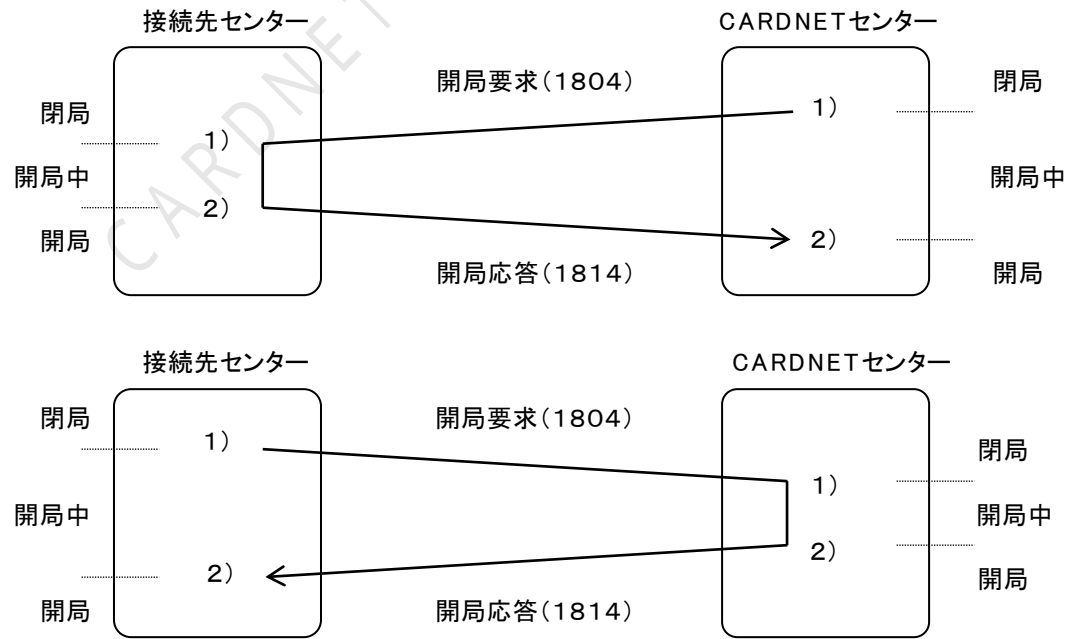 接続先センター
CARDNETセンター
開局要求(1804)
閉局
閉局
1)
1)
開局中
開局中
2)
2)
開局
開局応答(1814)
開局
CARDNET
接続先センター
CARDNETセンター
閉局
開局要求(1804)
1)
閉局
1)
開局中
開局中
2)
2)
開局
開局応答(1814)
開局